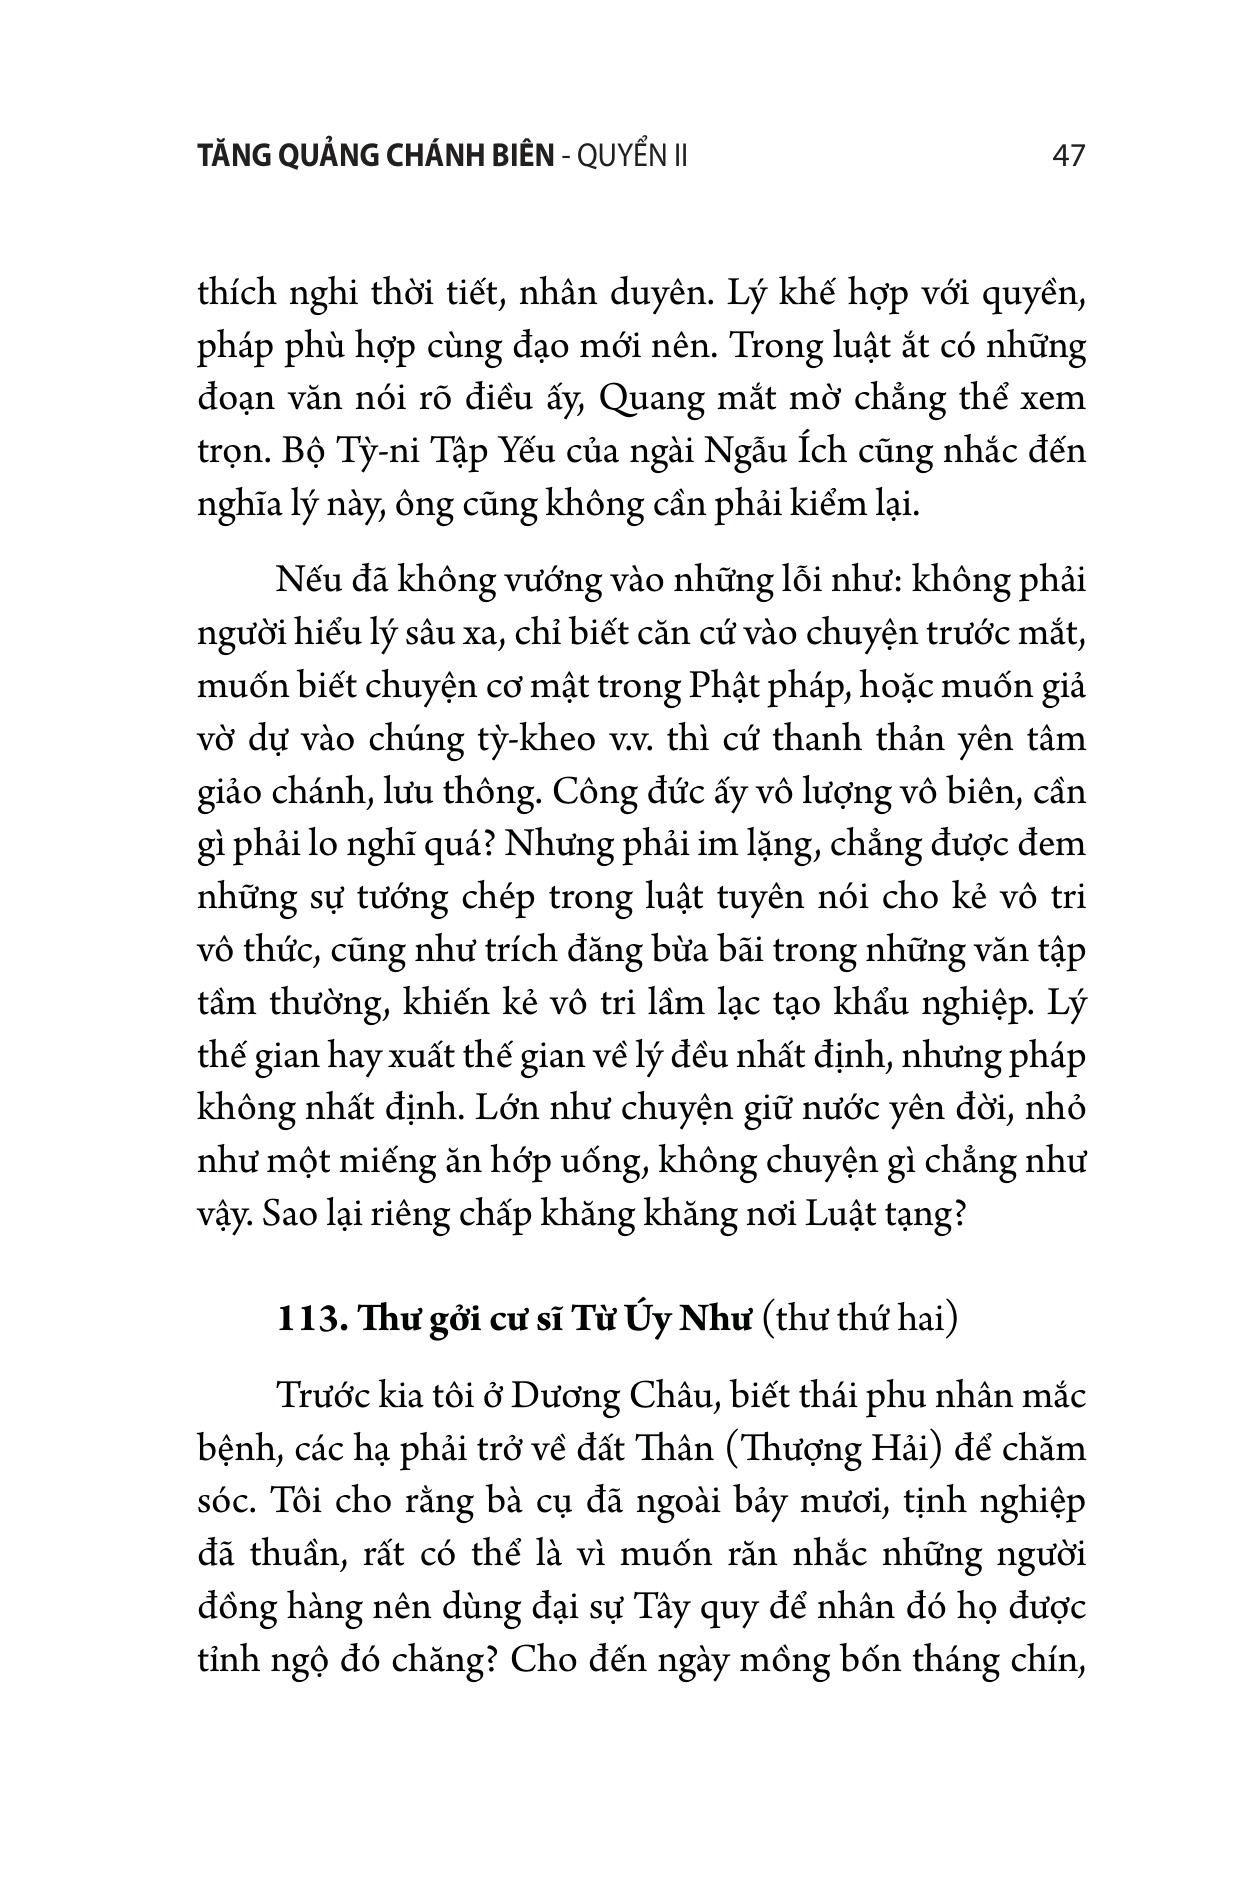 TĂNG QUẢNG CHÁNH BIÊN - QUYỂN II 47
thích nghi thời tiết, nhân duyên. Lý khế hợp với quyền,
pháp phù hợp cùng đạo mới nên. Trong luật ắt có những
đoạn văn nói rõ điều ấy, Quang mắt mờ chẳng thể xem
trọn. Bộ Tỳ-ni Tập Yếu của ngài Ngẫu Ích cũng nhắc đến
nghĩa lý này, ông cũng không cần phải kiểm lại.
Nếu đã không vướng vào những lỗi như: không phải
người hiểu lý sâu xa, chỉ biết căn cứ vào chuyện trước mắt,
muốn biết chuyện cơ mật trong Phật pháp, hoặc muốn giả
vờ dự vào chúng tỳ-kheo v.v. thì cứ thanh thản yên tâm
giảo chánh, lưu thông. Công đức ấy vô lượng vô biên, cần
gì phải lo nghĩ quá? Nhưng phải im lặng, chẳng được đem
những sự tướng chép trong luật tuyên nói cho kẻ vô tri
vô thức, cũng như trích đăng bừa bãi trong những văn tập
tầm thường, khiến kẻ vô tri lầm lạc tạo khẩu nghiệp. Lý
thế gian hay xuất thế gian về lý đều nhất định, nhưng pháp
không nhất định. Lớn như chuyện giữ nước yên đời, nhỏ
như một miếng ăn hớp uống, không chuyện gì chẳng như
vậy. Sao lại riêng chấp khăng khăng nơi Luật tạng?
113. Thư gởi cư sĩ Từ Úy Như (thư thứ hai)
Trước kia tôi ở Dương Châu, biết thái phu nhân mắc
bệnh, các hạ phải trở về đất Thân (Thượng Hải) để chăm
sóc. Tôi cho rằng bà cụ đã ngoài bảy mươi, tịnh nghiệp
đã thuần, rất có thể là vì muốn răn nhắc những người
đồng hàng nên dùng đại sự Tây quy để nhân đó họ được
tỉnh ngộ đó chăng? Cho đến ngày mồng bốn tháng chín,